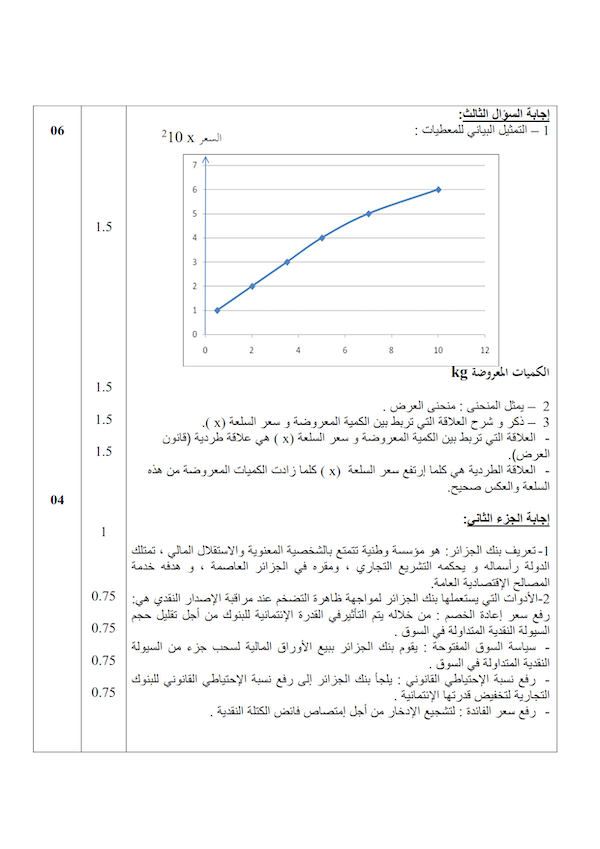 إجابة السؤال الثالث:
06
1 – التمثيل البياني للمعطيات :
السعر x 10²
7
6
5
4
3
2
1
0
0 2 4 6 8 10 12
1.5
الكميات المعروضة kg
1.5
2 – يمثل المنحنى : منحنى العرض .
1.5
3 – ذكر و شرح العلاقة التي تربط بين الكمية المعروضة و سعر السلعة (x ).
- العلاقة التي تربط بين الكمية المعروضة و سعر السلعة (x ) هي علاقة طردية (قانون
1.5
العرض).
- العلاقة الطردية هي كلما إرتفع سعر السلعة (x ) كلما زادت الكميات المعروضة من هذه
السلعة والعكس صحيح.
04
إجابة الجزء الثاني:
1
1- تعريف بنك الجزائر: هو مؤسسة وطنية تتمتع بالشخصية المعنوية والاستقلال المالي ، تمتلك
الدولة رأسماله و يحكمه التشريع التجاري ، ومقره في الجزائر العاصمة ، و هدفه خدمة
المصالح الإقتصادية العامة.
0.75
2-الأدوات التي يستعملها بنك الجزائر لمواجهة ظاهرة التضخم عند مراقبة الإصدار النقدي هي:
رفع سعر إعادة الخصم : من خلاله يتم التأثيرفي القدرة الإئتمانية للبنوك من أجل تقليل حجم
0.75
السيولة النقدية المتداولة في السوق .
- سياسة السوق المفتوحة : يقوم بنك الجزائر ببيع الأوراق المالية لسحب جزء من السيولة
0.75
النقدية المتداولة في السوق .
- رفع نسبة الإحتياطي القانوني : يلجأ بنك الجزائر إلى رفع نسبة الإحتياطي القانوني للبنوك
0.75
التجارية لتخفيض قدرتها الإئتمانية .
- رفع سعر الفائدة : لتشجيع الإدخار من أجل إمتصاص فائض الكتلة النقدية .